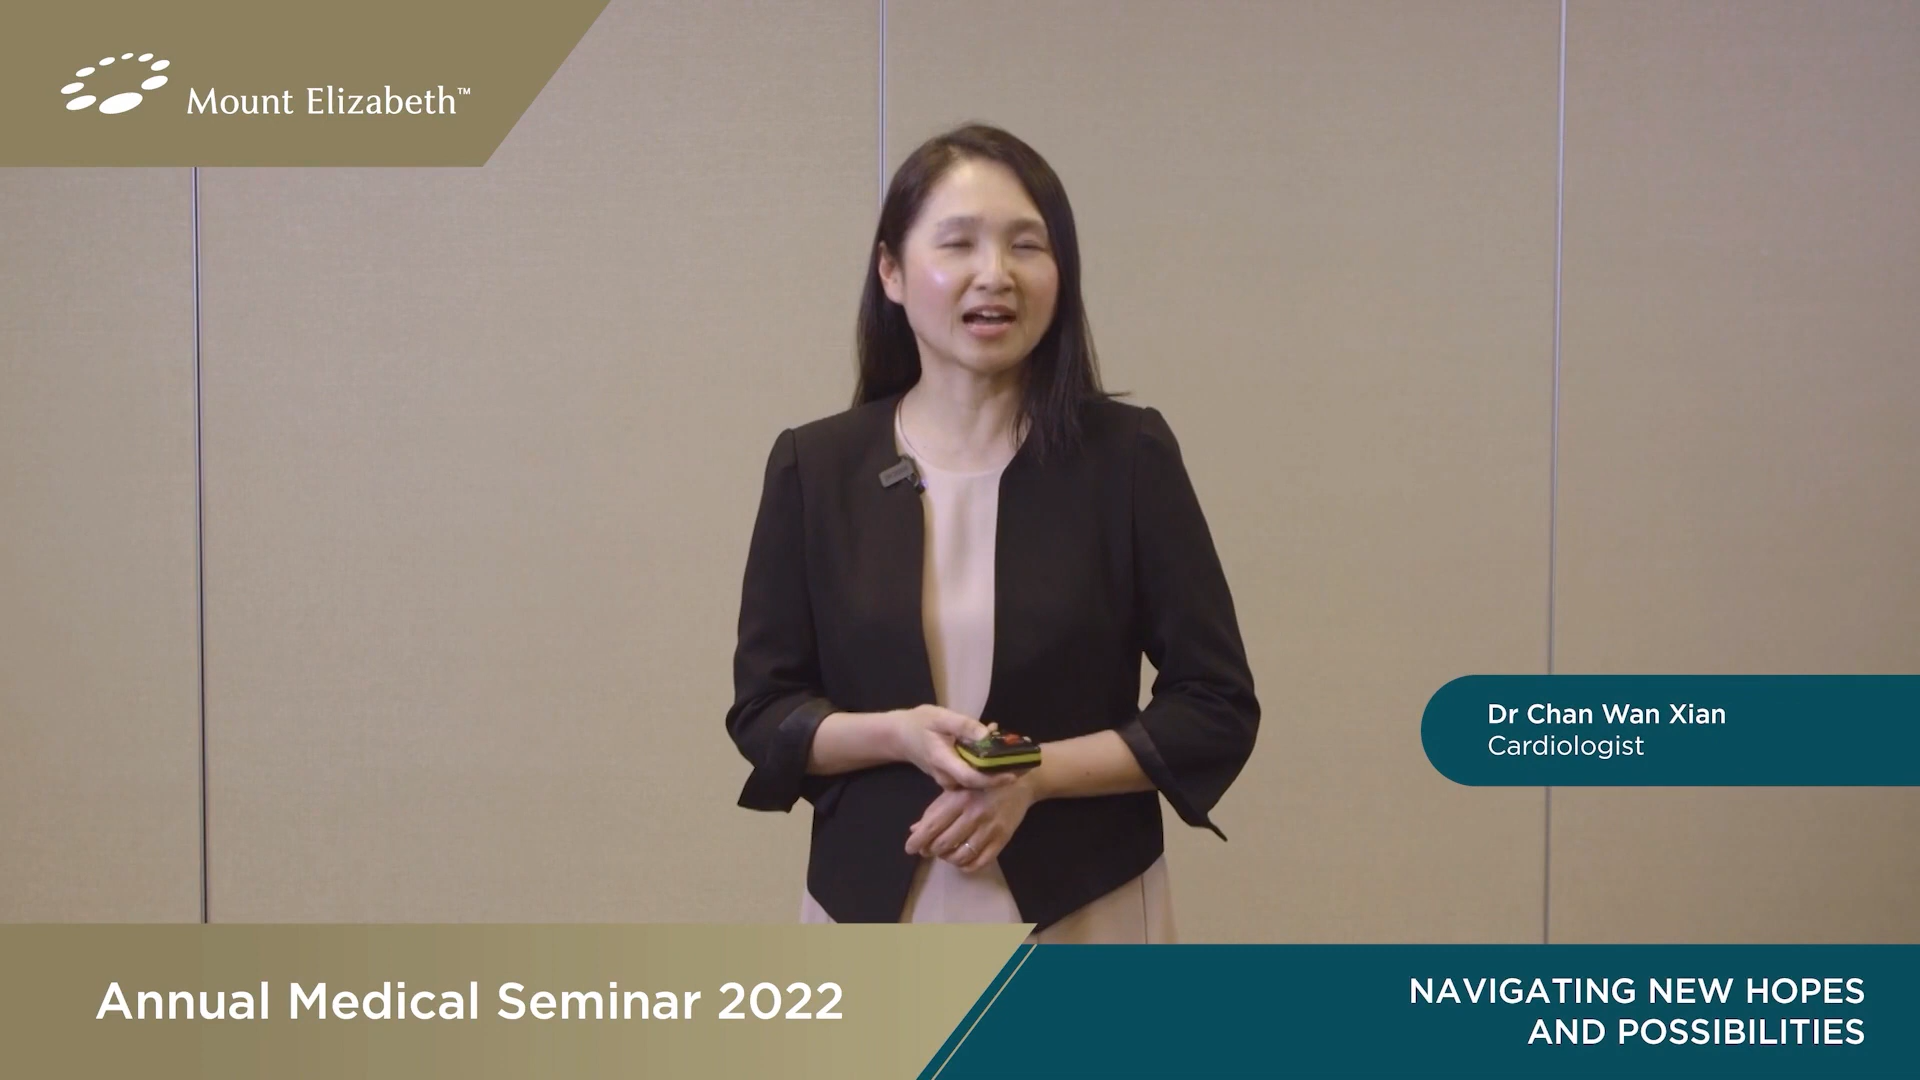 Mount Elizabeth™
Dr Chan Wan Xian
Cardiologist
Annual Medical Seminar 2022
NAVIGATING NEW HOPES
AND POSSIBILITIES